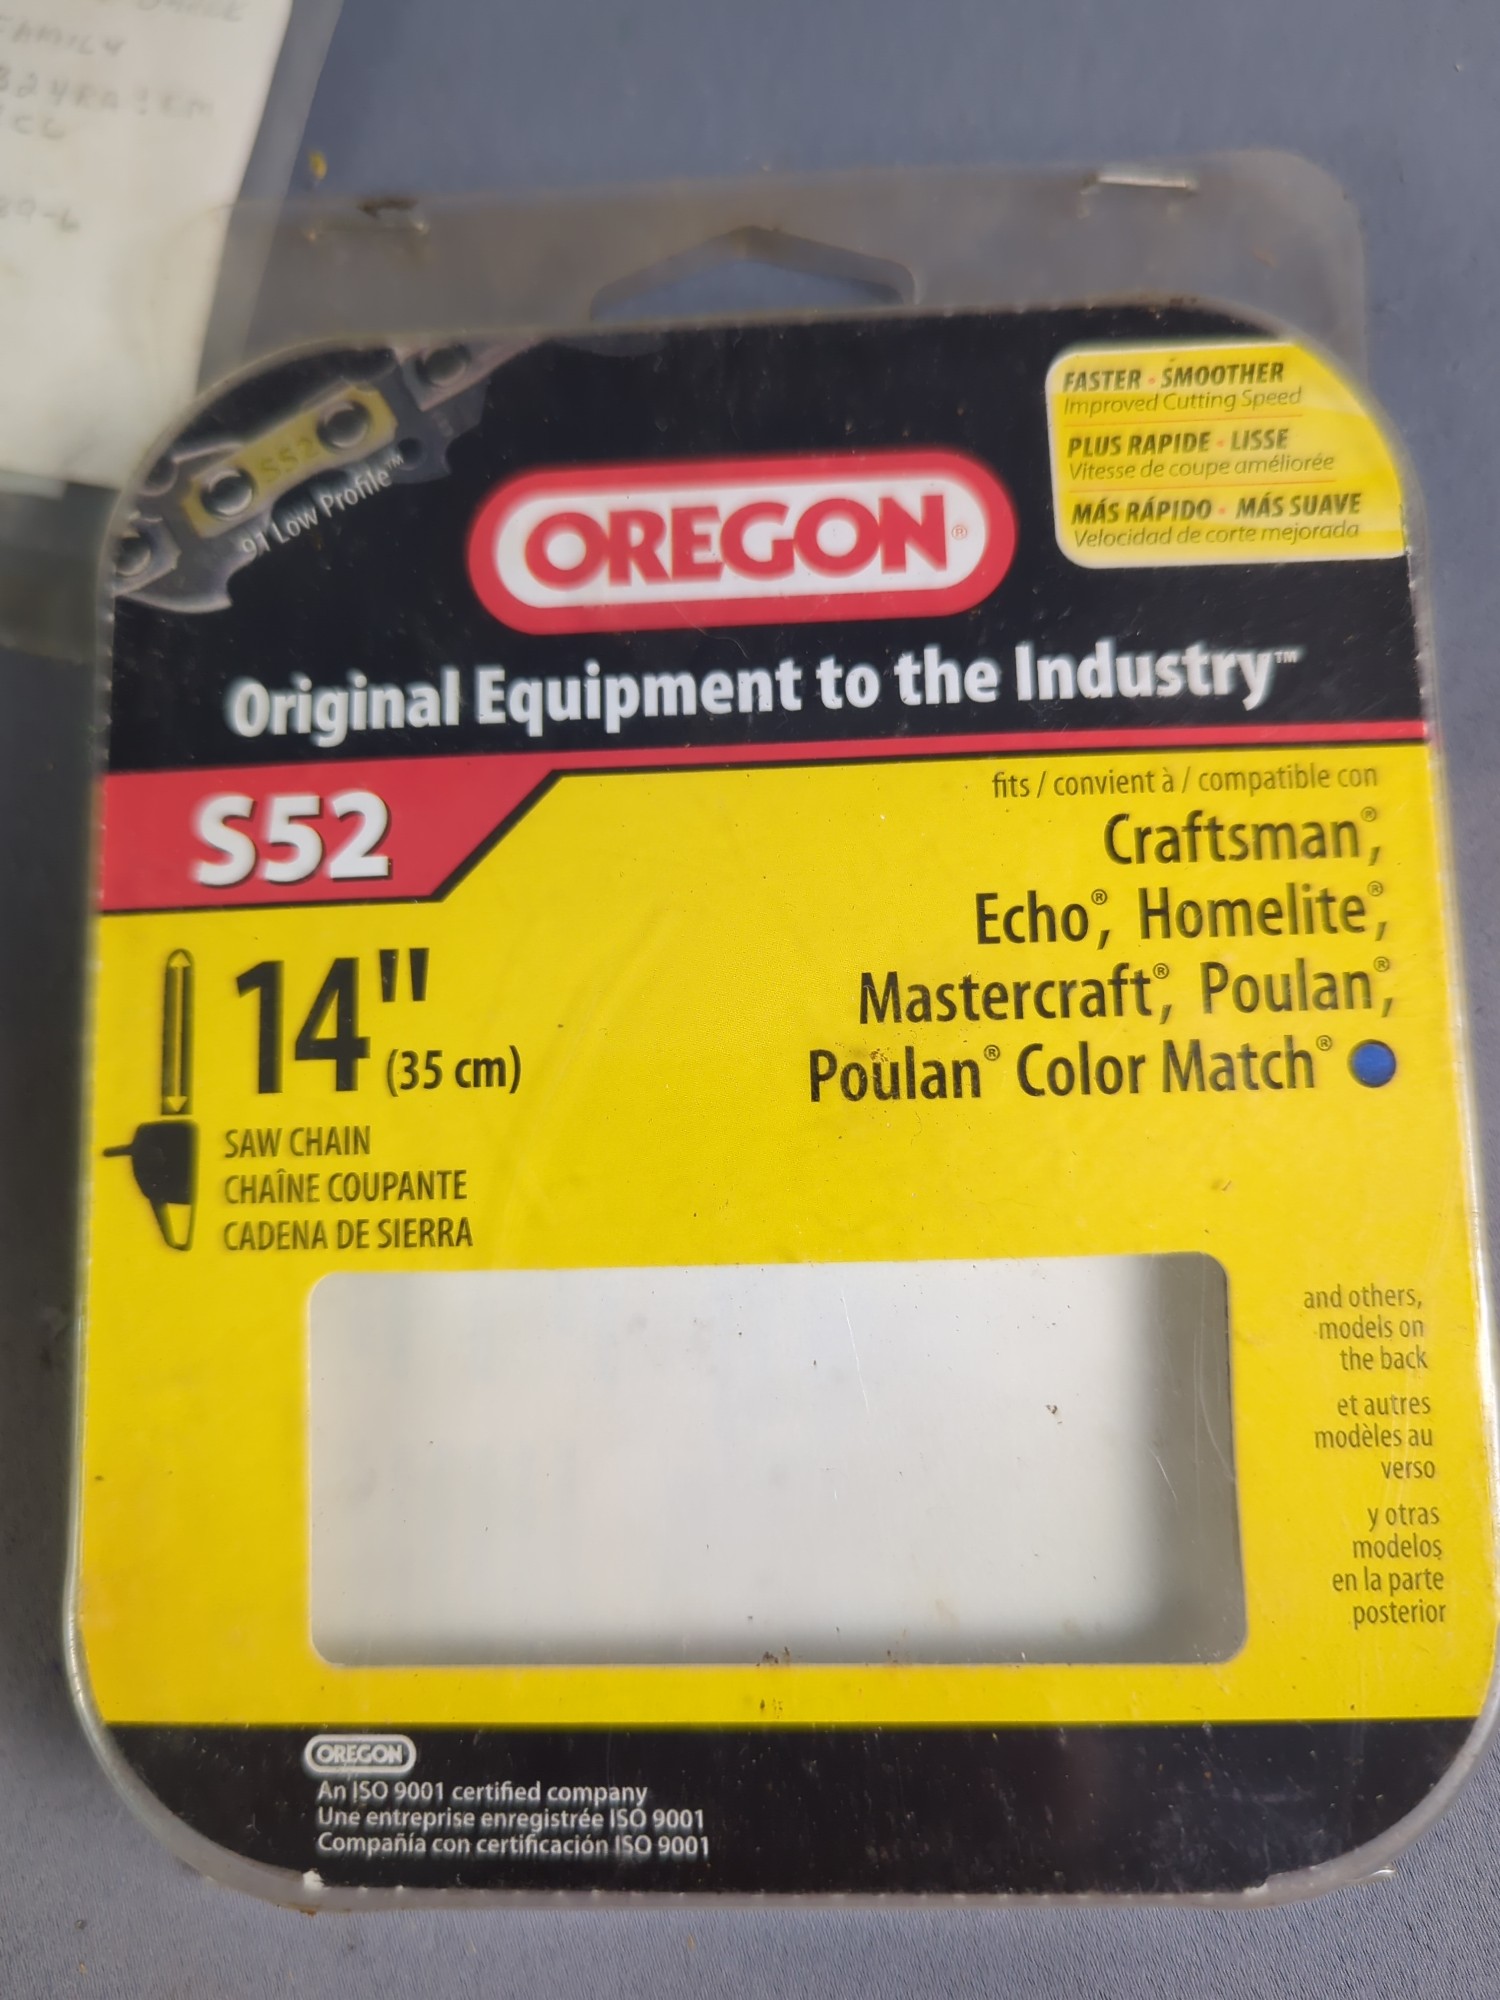 FAMILY
S52
91 Low Profile™
FASTER • SMOOTHER
Improved Cutting Speed
PLUS RAPIDE • LISSE
Vitesse de coupe améliorée
MÁS RÁPIDO • MÁS SUAVE
Velocidad de corte mejorada
OREGON®
Original Equipment to the Industry™
S52
fits / convient à / compatible con
Craftsman®,
Echo®, Homelite®,
Mastercraft®, Poulan®,
Poulan® Color Match®
14"
(35 cm)
SAW CHAIN
CHAÎNE COUPANTE
CADENA DE SIERRA
and others,
models on
the back
et autres
modèles au
verso
y otras
modelos
en la parte
posterior
OREGON
An ISO 9001 certified company
Une entreprise enregistrée ISO 9001
Compañía con certificación ISO 9001